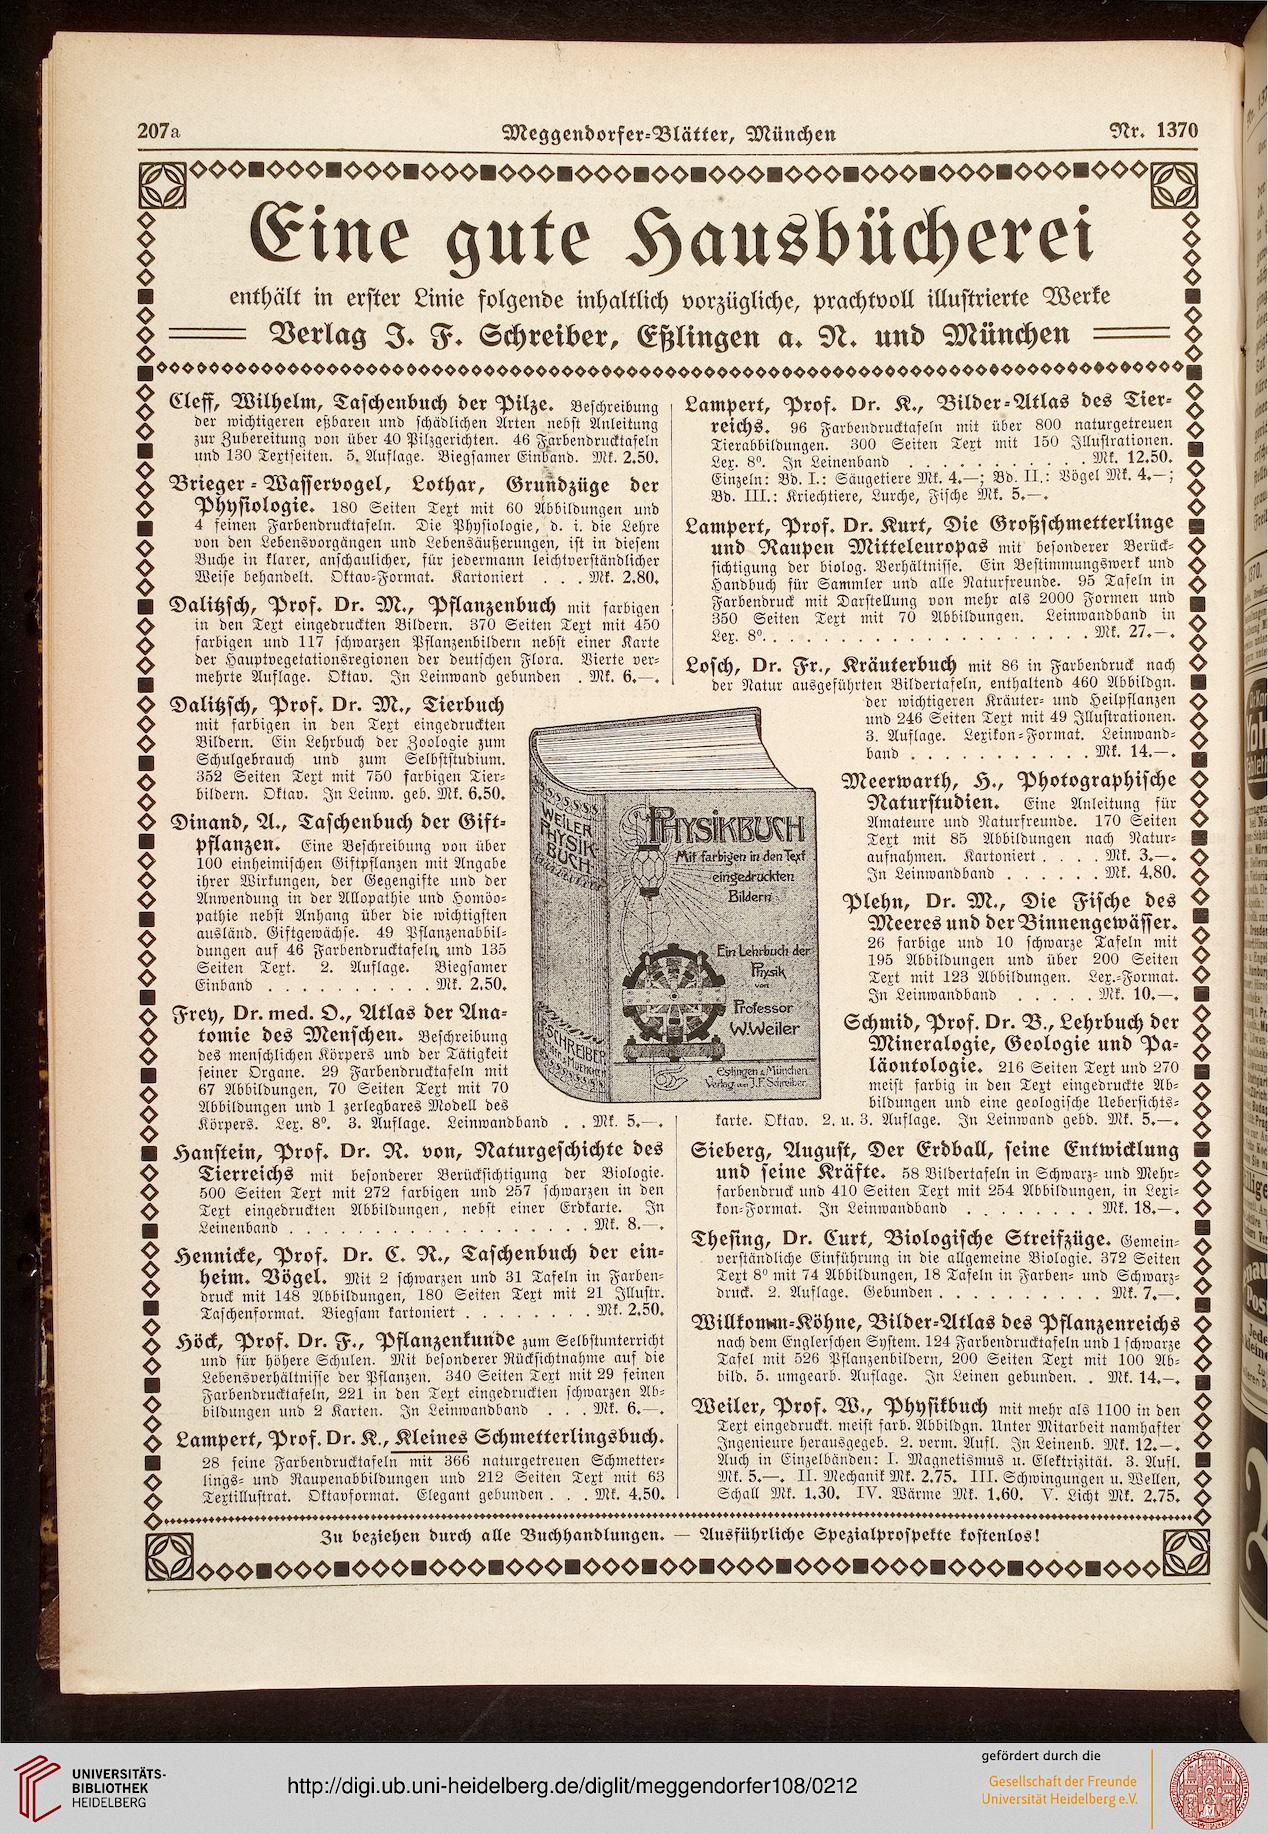 207a
Meggendorfer-Blätter, München
Nr. 1370
Eine gute Hausbücherei
enthält in erster Linie folgende inhaltlich vorzügliche, prachtvoll illustrierte Werke
Verlag J. F. Schreiber, Eßlingen a. N. und München
Cleff, Wilhelm, Taschenbuch der Pilze. Beschreibung
der wichtigeren eßbaren und schädlichen Arten nebst Anleitung
zur Zubereitung von über 40 Pilzgerichten. 46 Farbendrucktafeln
und 130 Textseiten. 5. Auflage. Biegsamer Einband. Mk. 2.50.
Brieger-Wasservogel, Lothar, Grundzüge der
Physiologie. 180 Seiten Text mit 60 Abbildungen und
4 feinen Farbendrucktafeln. Die Physiologie, d. i. die Lehre
von den Lebensvorgängen und Lebensäußerungen, ist in diesem
Buche in klarer, anschaulicher, für jedermann leichtverständlicher
Weise behandelt. Oktav-Format. Kartoniert . . . Mk. 2.80.
Dalitzsch, Prof. Dr. M., Pflanzenbuch mit farbigen
in den Text eingedruckten Bildern. 370 Seiten Text mit 450
farbigen und 117 schwarzen Pflanzenbildern nebst einer Karte
der Hauptvegetationsregionen der deutschen Flora. Vierte ver-
mehrte Auflage. Oktav. In Leinwand gebunden . Mk. 6.—.
Dalitzsch, Prof. Dr. M., Tierbuch
mit farbigen in den Text eingedruckten
Bildern. Ein Lehrbuch der Zoologie zum
Schulgebrauch und zum Selbststudium.
352 Seiten Text mit 750 farbigen Tier-
bildern. Oktav. In Leinw. geb. Mk. 6.50.
Dinand, A., Taschenbuch der Gift-
pflanzen. Eine Beschreibung von über
100 einheimischen Giftpflanzen mit Angabe
ihrer Wirkungen, der Gegengifte und der
Anwendung in der Allopathie und Homöo-
pathie nebst Anhang über die wichtigsten
ausländ. Giftgewächse. 49 Pflanzenabbil-
dungen auf 46 Farbendrucktafeln und 135
Seiten Text. 2. Auflage. Biegsamer
Einband . . . . . . . . . . Mk. 2.50.
Frey, Dr. med. O., Atlas der Ana-
tomie des Menschen. Beschreibung
des menschlichen Körpers und der Tätigkeit
seiner Organe. 29 Farbendrucktafeln mit
67 Abbildungen, 70 Seiten Text mit 70
Abbildungen und 1 zerlegbares Modell des
Körpers. Lex. 8°. 3. Auflage. Leinwandband . . Mk. 5.—.
Hanstein, Prof. Dr. R. von, Naturgeschichte des
Tierreichs mit besonderer Berücksichtigung der Biologie.
500 Seiten Text mit 272 farbigen und 257 schwarzen in den
Text eingedruckten Abbildungen, nebst einer Erdkarte. In
Leinenband . . . . . . . . . . . . . . . . . . . Mk. 8.—.
Hennicke, Prof. Dr. C. R., Taschenbuch der ein-
heim. Vögel. Mit 2 schwarzen und 31 Tafeln in Farben-
druck mit 148 Abbildungen, 180 Seiten Text mit 21 Illustr.
Taschenformat. Biegsam kartoniert . . . . . . . Mk. 2.50.
Höck, Prof. Dr. F., Pflanzenkunde zum Selbstunterricht
und für höhere Schulen. Mit besonderer Rücksichtnahme auf die
Lebensverhältnisse der Pflanzen. 340 Seiten Text mit 29 feinen
Farbendrucktafeln, 221 in den Text eingedruckten schwarzen Ab-
bildungen und 2 Karten. In Leinwandband . . . Mk. 6.—.
Lampert, Prof. Dr. K., Kleines Schmetterlingsbuch.
28 feine Farbendrucktafeln mit 366 naturgetreuen Schmetter-
lings- und Raupenabbildungen und 212 Seiten Text mit 63
Textillustrat. Oktavformat. Elegant gebunden . . . Mk. 4.50.
Lampert, Prof. Dr. K., Bilder-Atlas des Tier-
reichs. 96 Farbendrucktafeln mit über 800 naturgetreuen
Tierabbildungen. 300 Seiten Text mit 150 Illustrationen.
Lex. 8°. In Leinenband . . . . . . . . . . . Mk. 12.50.
Einzeln: Bd. I.: Säugetiere Mk. 4.—; Bd. II.: Vögel Mk. 4.—;
Bd. III.: Kriechtiere, Lurche, Fische Mk. 5.—.
Lampert, Prof. Dr. Kurt, Die Großschmetterlinge
und Raupen Mitteleuropas mit besonderer Berück-
sichtigung der biolog. Verhältnisse. Ein Bestimmungswerk und
Handbuch für Sammler und alle Naturfreunde. 95 Tafeln in
Farbendruck mit Darstellung von mehr als 2000 Formen und
350 Seiten Text mit 70 Abbildungen. Leinwandband in
Lex. 8°. . . . . . . . . . . . . . . . . . . . Mk. 27.—.
Losch, Dr. Fr., Kräuterbuch mit 86 in Farbendruck nach
der Natur ausgeführten Bildertafeln, enthaltend 460 Abbildgn.
der wichtigeren Kräuter- und Heilpflanzen
und 246 Seiten Text mit 49 Illustrationen.
3. Auflage. Lexikon-Format. Leinwand-
band . . . . . . . . . . . Mk. 14.—.
Meerwarth, H., Photographische
Naturstudien. Eine Anleitung für
Amateure und Naturfreunde. 170 Seiten
Text mit 85 Abbildungen nach Natur-
aufnahmen. Kartoniert . . . . Mk. 3.—.
In Leinwandband . . . . . . Mk. 4.80.
Plehn, Dr. M., Die Fische des
Meeres und der Binnengewässer.
26 farbige und 10 schwarze Tafeln mit
195 Abbildungen und über 200 Seiten
Text mit 123 Abbildungen. Lex.-Format.
In Leinwandband . . . . . Mk. 10.—.
Schmid, Prof. Dr. B., Lehrbuch der
Mineralogie, Geologie und Pa-
läontologie. 216 Seiten Text und 270
meist farbig in den Text eingedruckte Ab-
bildungen und eine geologische Uebersichts-
karte. Oktav. 2. u. 3. Auflage. In Leinwand gebd. Mk. 5.—.
Sieberg, August, Der Erdball, seine Entwicklung
und seine Kräfte. 58 Bildertafeln in Schwarz- und Mehr-
farbendruck und 410 Seiten Text mit 254 Abbildungen, in Lexi-
kon-Format. In Leinwandband . . . . . . . . Mk. 18.—.
Thesing, Dr. Curt, Biologische Streifzüge. Gemein-
verständliche Einführung in die allgemeine Biologie. 372 Seiten
Text 8° mit 74 Abbildungen, 18 Tafeln in Farben- und Schwarz-
druck. 2. Auflage. Gebunden . . . . . . . . . . Mk. 7.—.
Willkomm-Köhne, Bilder-Atlas des Pflanzenreichs
nach dem Englerschen System. 124 Farbendrucktafeln und 1 schwarze
Tafel mit 526 Pflanzenbildern, 200 Seiten Text mit 100 Ab-
bild. 5. umgearb. Auflage. In Leinen gebunden. . Mk. 14.—.
Weiler, Prof. W., Physikbuch mit mehr als 1100 in den
Text eingedruckt. meist farb. Abbildgn. Unter Mitarbeit namhafter
Ingenieure herausgegeb. 2. verm. Aufl. In Leinenb. Mk. 12.—.
Auch in Einzelbänden: I. Magnetismus u. Elektrizität. 3. Aufl.
Mk. 5.—. II. Mechanik Mk. 2.75. III. Schwingungen u. Wellen,
Schall Mk. 1.30. IV. Wärme Mk. 1.60. V. Licht Mk. 2.75.
WEILER
PHYSIK-
BUCH
SCHREIBER
PHYSIKBUCH
Mit farbigen in den Text
eingedruckten
Bildern
Ein Lehrbuch der
Physik
von
Professor
W. Weiler
Esslingen u. München
Verlag von J. F. Schreiber.
Zu beziehen durch alle Buchhandlungen. — Ausführliche Spezialprospekte kostenlos!
UNIVERSITÄTS-
BIBLIOTHEK
HEIDELBERG
http://digi.ub.uni-heidelberg.de/diglit/meggendorfer108/0212
gefördert durch die
Gesellschaft der Freunde
Universität Heidelberg e.V.